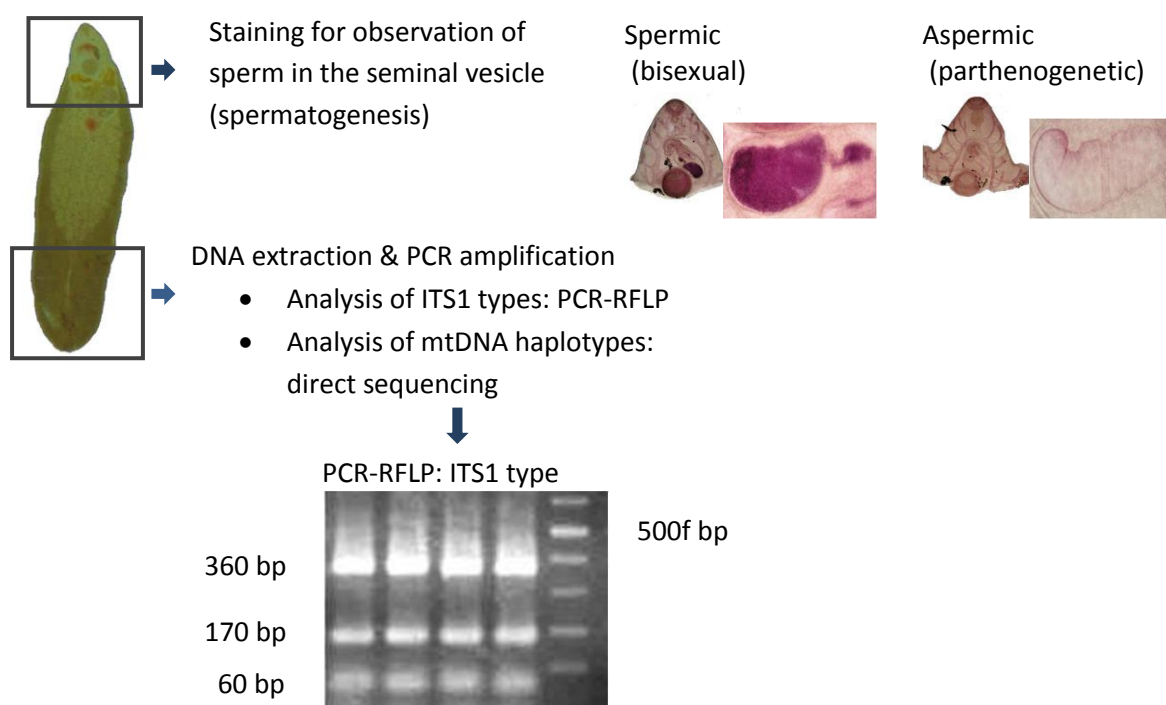 Staining for observation of
sperm in the seminal vesicle
(spermatogenesis)
Spermic
(bisexual)
Aspermic
(parthenogenetic)
DNA extraction & PCR amplification
• Analysis of ITS1 types: PCR-RFLP
• Analysis of mtDNA haplotypes:
direct sequencing
PCR-RFLP: ITS1 type
500f bp
360 bp
170 bp
60 bp